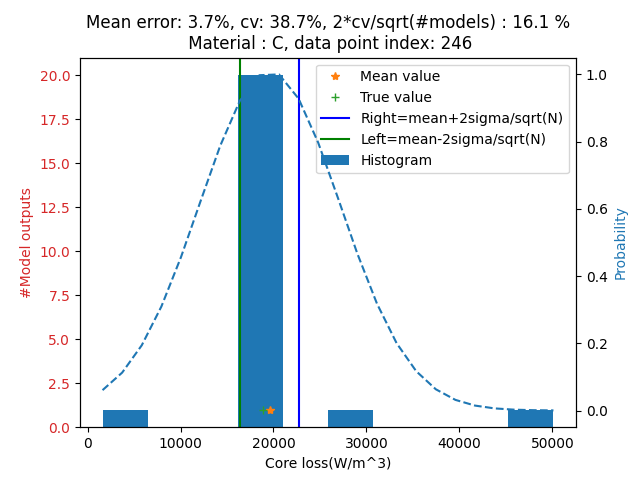 Mean error: 3.7%, cv: 38.7%, 2*cv/sqrt(#models) : 16.1 %
Material : C, data point index: 246
Mean value
True value
Right=mean+2sigma/sqrt(N)
Left=mean-2sigma/sqrt(N)
Histogram
#Model outputs
20.0
17.5
15.0
12.5
10.0
7.5
5.0
2.5
0.0
1.0
0.8
0.6
0.4
0.2
0.0
Probability
0 10000 20000 30000 40000 50000
Core loss(W/m^3)